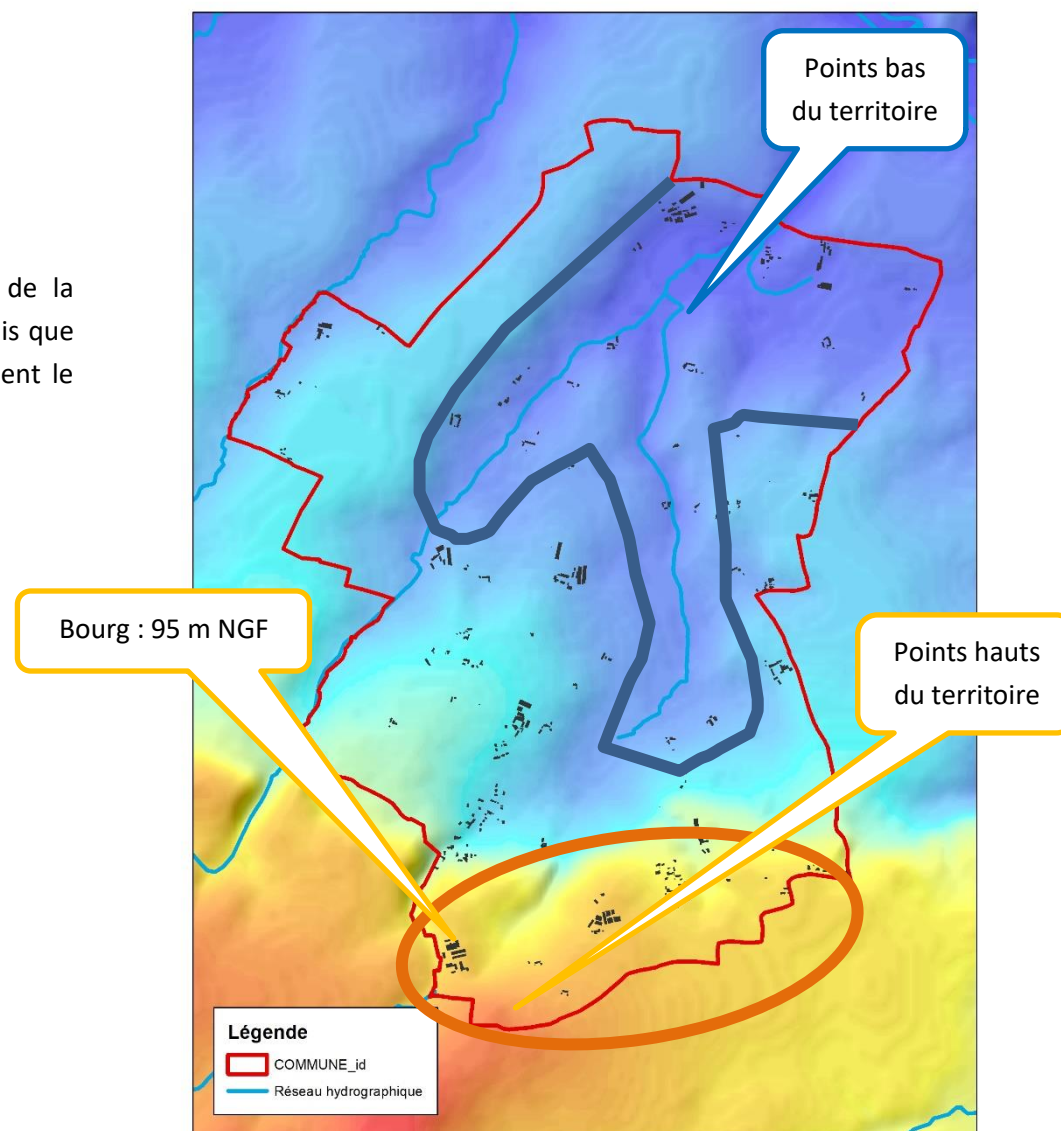 Points bas
du territoire
de la
is que
ent le
Bourg : 95 m NGF
Points hauts
du territoire
Légende
COMMUNE_id
Réseau hydrographique